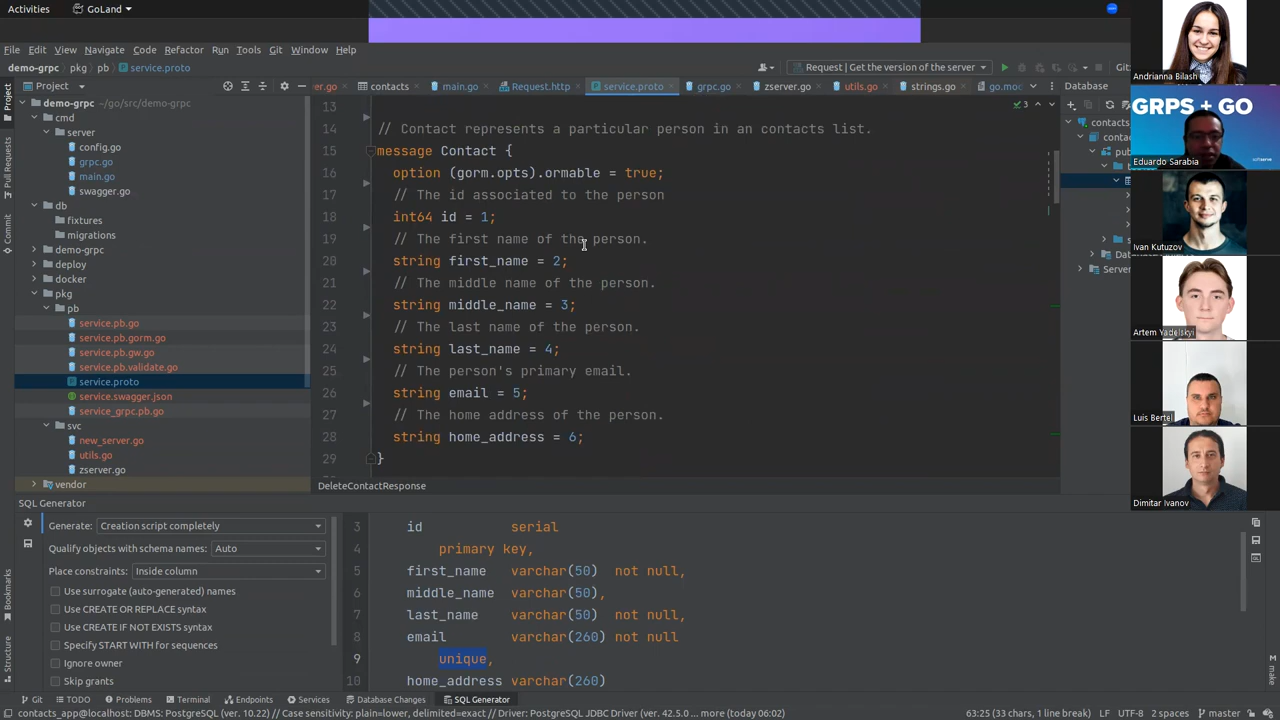 Activities
GoLand
File Edit View Navigate Code Refactor Run Tools Git Window Help
demo-grpc pkg pb service.proto
Request | Get the version of the server
Git:
Project
er.go contacts main.go Request.http service.proto grpc.go zserver.go utils.go strings.go go.mo
Database
Project
Pull Requests
Commit
Bookmarks
Structure
demo-grpc ~/go/src/demo-grpc
cmd
server
config.go
grpc.go
main.go
swagger.go
db
fixtures
migrations
demo-grpc
deploy
docker
pkg
pb
service.pb.go
service.pb.gorm.go
service.pb.gw.go
service.pb.validate.go
service.proto
service.swagger.json
service_grpc.pb.go
svc
new_server.go
utils.go
zserver.go
vendor
13
14 // Contact represents a particular person in an contacts list.
15 message Contact {
16 option (gorm.opts).ormable = true;
17 // The id associated to the person
18 int64 id = 1;
19 // The first name of the person.
20 string first_name = 2;
21 // The middle name of the person.
22 string middle_name = 3;
23 // The last name of the person.
24 string last_name = 4;
25 // The person's primary email.
26 string email = 5;
27 // The home address of the person.
28 string home_address = 6;
29 }
3
DeleteContactResponse
contacts
contac
pub
Dat
Server
SQL Generator
Generate: Creation script completely
Qualify objects with schema names: Auto
Place constraints: Inside column
Use surrogate (auto-generated) names
Use CREATE OR REPLACE syntax
Use CREATE IF NOT EXISTS syntax
Specify START WITH for sequences
Ignore owner
Skip grants
3 id serial
4 primary key,
5 first_name varchar(50) not null,
6 middle_name varchar(50),
7 last_name varchar(50) not null,
8 email varchar(260) not null
9 unique,
10 home_address varchar(260)
make
Git TODO Problems Terminal Endpoints Services Database Changes SQL Generator
contacts_app@localhost: DBMS: PostgreSQL (ver. 10.22) // Case sensitivity: plain=lower, delimited=exact // Driver: PostgreSQL JDBC Driver (ver. 42.5.0 ... more (today 06:02)
63:25 (33 chars, 1 line break) LF UTF-8 2 spaces master
Andrianna Bilash
GRPS + GO
Eduardo Sarabia
softserve
Ivan Kutuzov
Artem Yadelskyi
Luis Bertel
Dimitar Ivanov